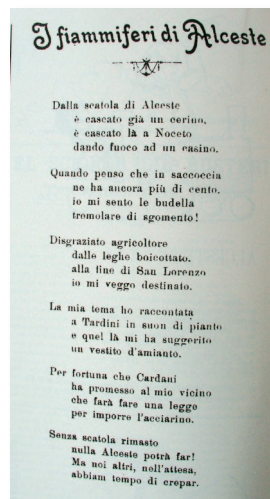 I fiammiferi di Alceste
Dalla scatola di Alceste
è cascato già un cerino,
è cascato là a Noceto
dando fuoco ad un casino.
Quando penso che in saccoccia
ne ha ancora più di cento,
io mi sento le budella
tremolare di sgomento!
Disgraziato agricoltore
dalle leghe boicottato,
alla fine di San Lorenzo
io mi veggo destinato.
La mia tema ho raccontata
a Tardini in suon di pianto
e quel là mi ha suggerito
un vestito d'amianto.
Per fortuna che Cardani
ha promesso al mio vicino
che farà fare una legge
per imporre l'acciarino.
Senza scatola rimasto
nulla Alceste potrà far!
Ma noi altri, nell'attesa,
abbiam tempo di crepar.